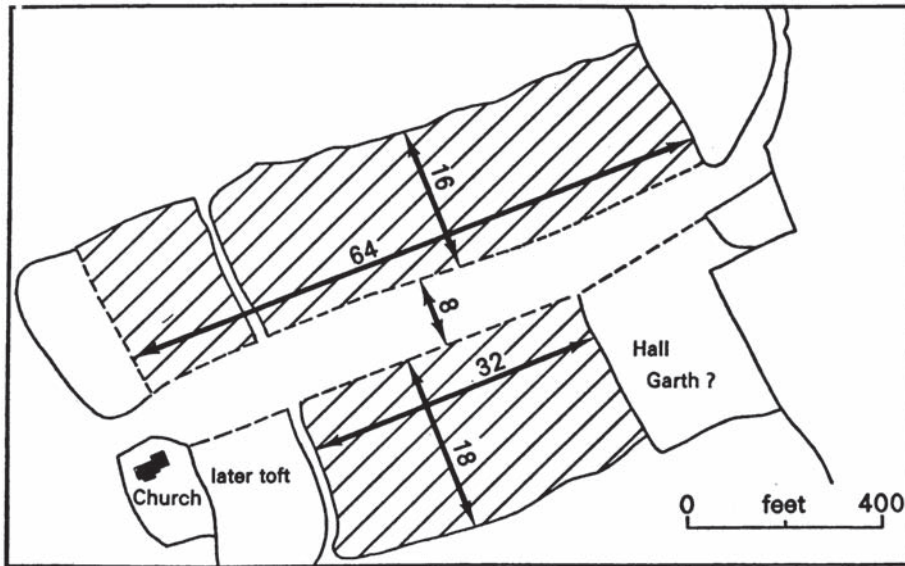 16
64
8
32
18
Hall
Garth ?
later toft
Church
0 feet 400